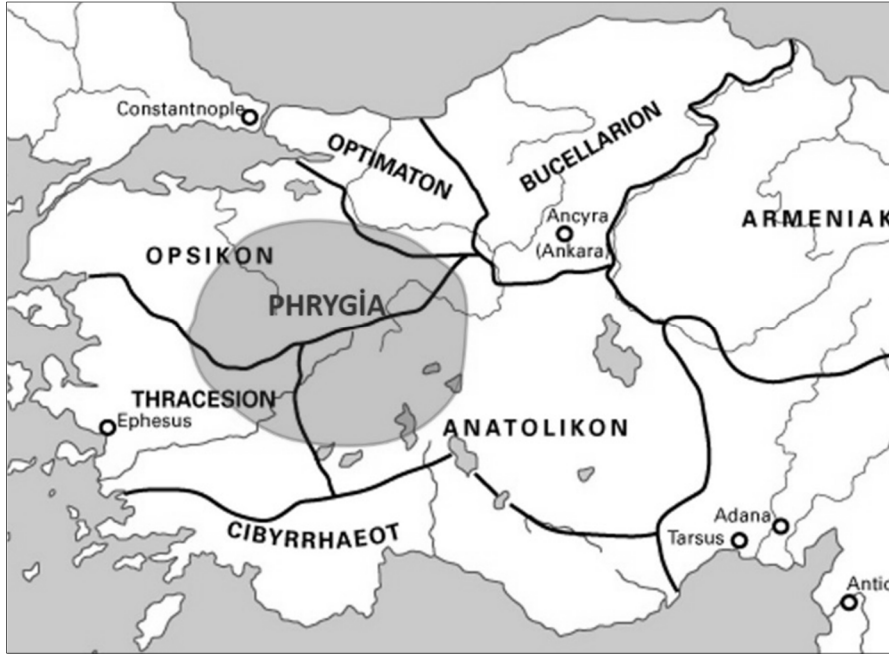 Constantnople
OPTIMATON
BUCELLARION
Ancyra
(Ankara)
ARMENIAK
OPSIKON
PHRYGİA
THRACESION
Ephesus
ANATOLIKON
CIBYRRHAEOT
Adana
Tarsus
Antic